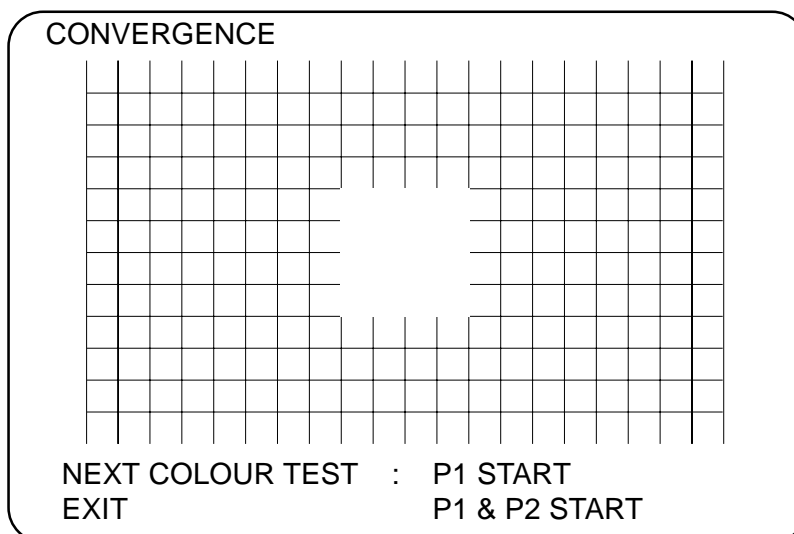 CONVERGENCE
NEXT COLOUR TEST : P1 START
EXIT P1 & P2 START